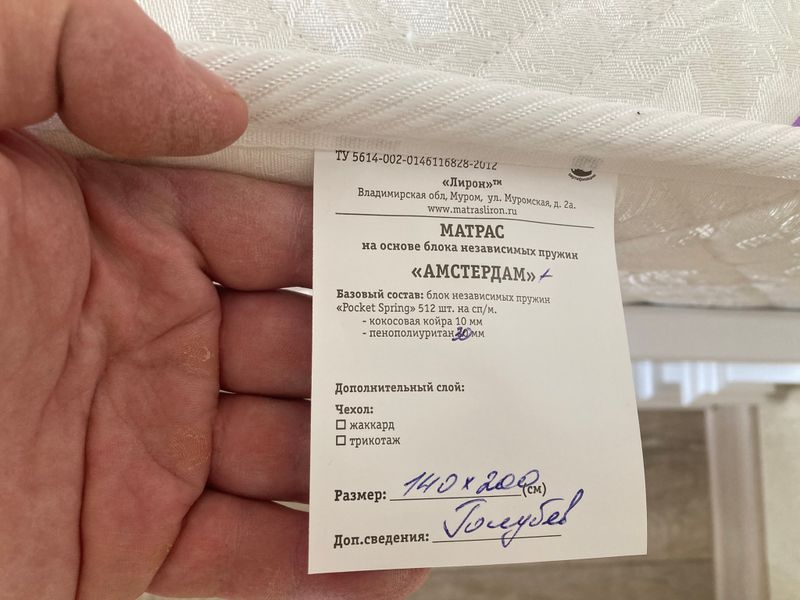 ТУ 5614-002-0146116828-2012
«Лирон»™
Владимирская обл, Муром, ул. Муромская, д. 2а.
www.matrasliron.ru
МАТРАС
на основе блока независимых пружин
«АМСТЕРДАМ»+
Базовый состав: блок независимых пружин
«Pocket Spring» 512 шт. на сп/м.
- кокосовая койра 10 мм
- пенополиуритан 30 мм
Дополнительный слой:
Чехол:
☐ жаккард
☐ трикотаж
Размер: 140 х 200 (см)
Доп.сведения: Голубев